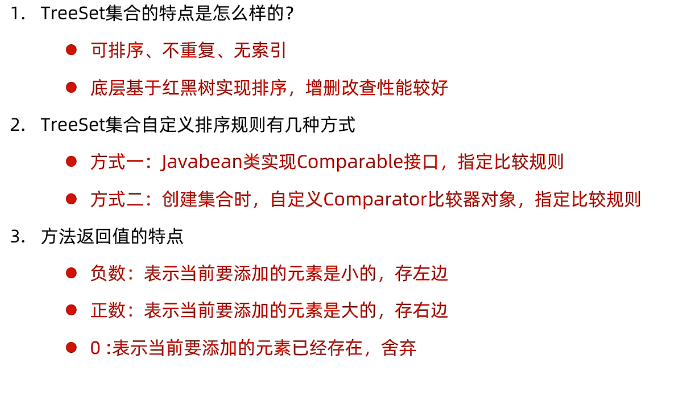 1. TreeSet集合的特点是怎么样的？
● 可排序、不重复、无索引
● 底层基于红黑树实现排序，增删改查性能较好
2. TreeSet集合自定义排序规则有几种方式
● 方式一：Javabean类实现Comparable接口，指定比较规则
● 方式二：创建集合时，自定义Comparator比较器对象，指定比较规则
3. 方法返回值的特点
● 负数：表示当前要添加的元素是小的，存左边
● 正数：表示当前要添加的元素是大的，存右边
● 0 :表示当前要添加的元素已经存在，舍弃